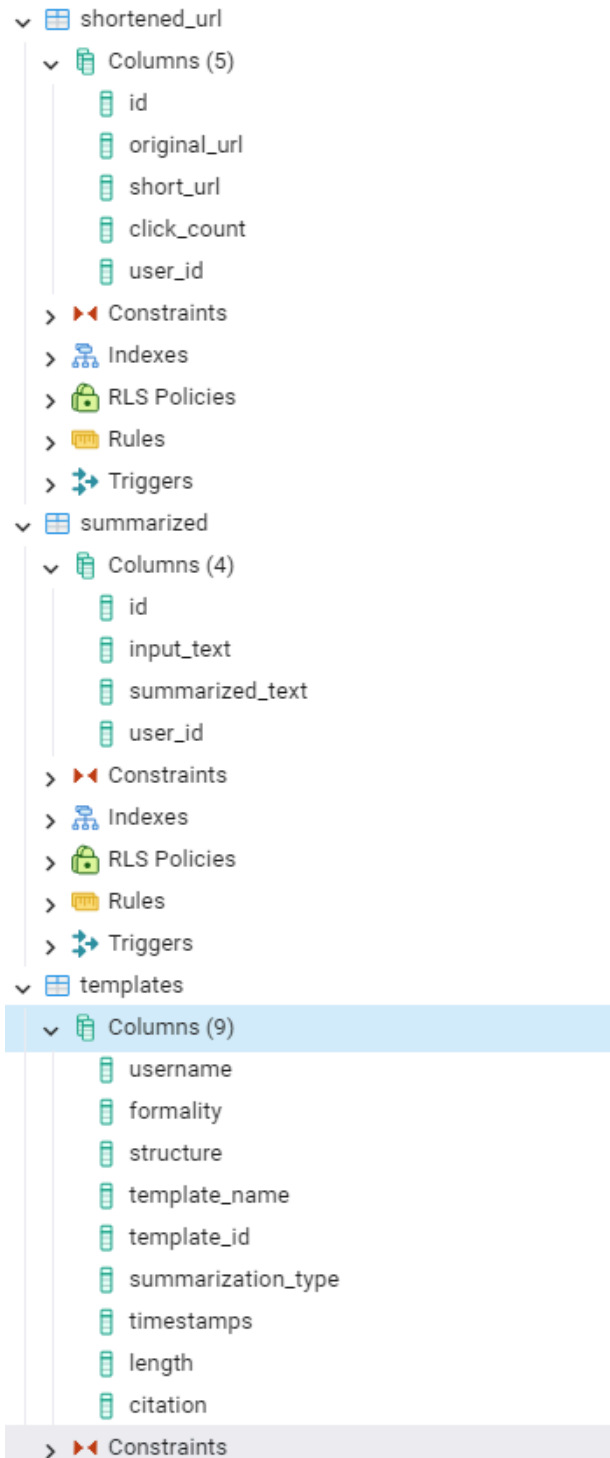 shortened_url
Columns (5)
id
original_url
short_url
click_count
user_id
Constraints
Indexes
RLS Policies
Rules
Triggers
summarized
Columns (4)
id
input_text
summarized_text
user_id
Constraints
Indexes
RLS Policies
Rules
Triggers
templates
Columns (9)
username
formality
structure
template_name
template_id
summarization_type
timestamps
length
citation
Constraints